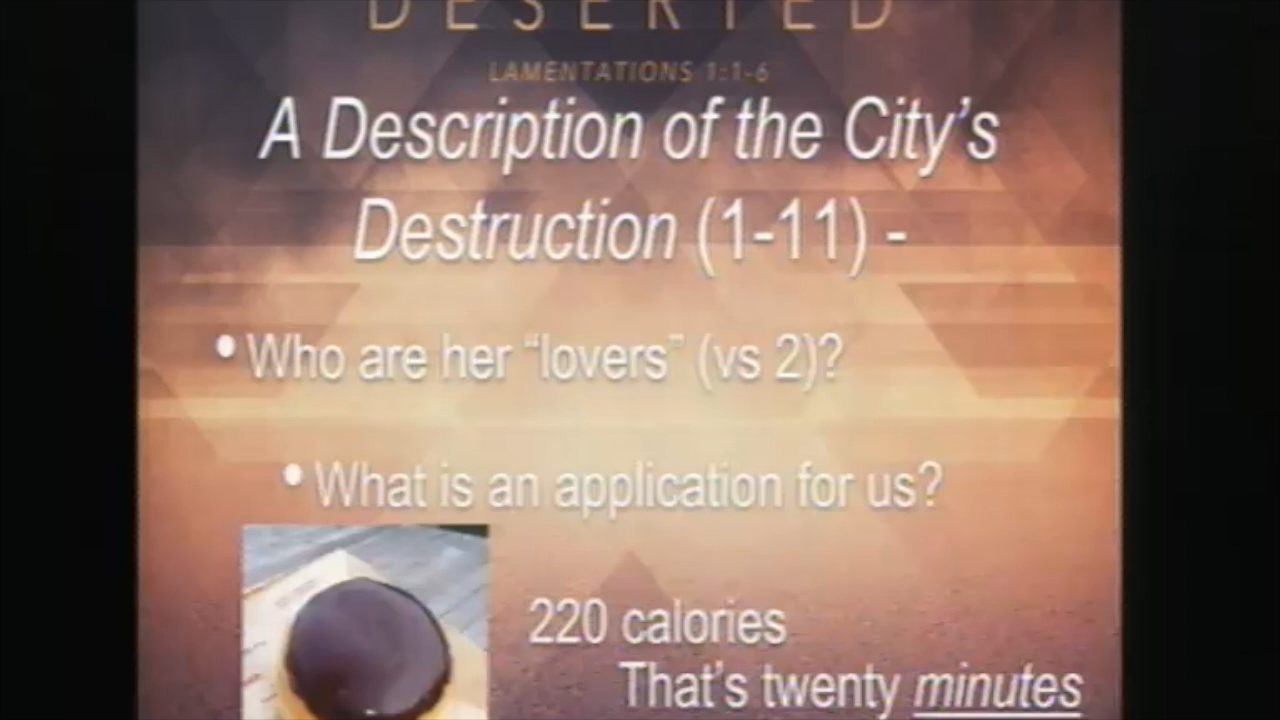 DESERTED
LAMENTATIONS 1:1-6
A Description of the City's
Destruction (1-11) -
• Who are her “lovers” (vs 2)?
• What is an application for us?
220 calories
That's twenty minutes